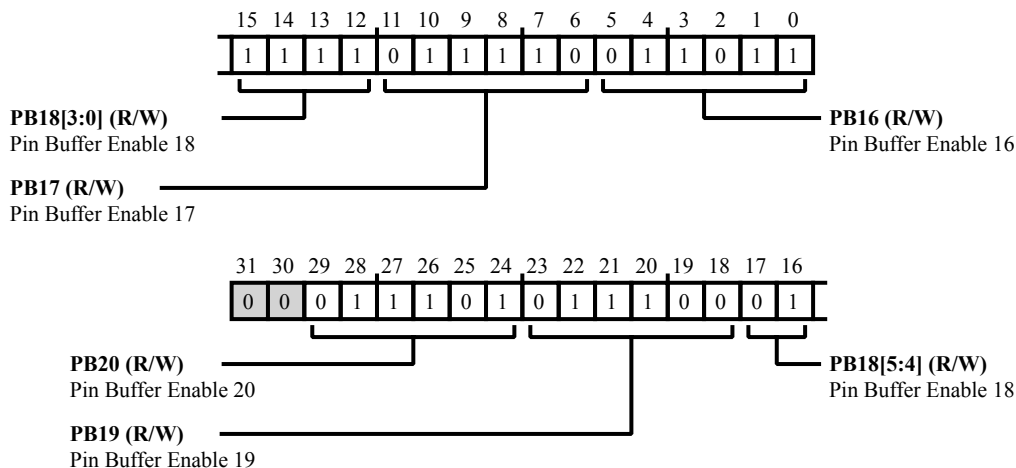 15 14 13 12 11 10 9 8 7 6 5 4 3 2 1 0
1 1 1 1 0 1 1 1 1 0 0 1 1 0 1 1
PB18[3:0] (R/W)
Pin Buffer Enable 18
PB16 (R/W)
Pin Buffer Enable 16
PB17 (R/W)
Pin Buffer Enable 17
31 30 29 28 27 26 25 24 23 22 21 20 19 18 17 16
0 0 0 1 1 1 0 1 0 1 1 1 0 0 0 1
PB20 (R/W)
Pin Buffer Enable 20
PB18[5:4] (R/W)
Pin Buffer Enable 18
PB19 (R/W)
Pin Buffer Enable 19